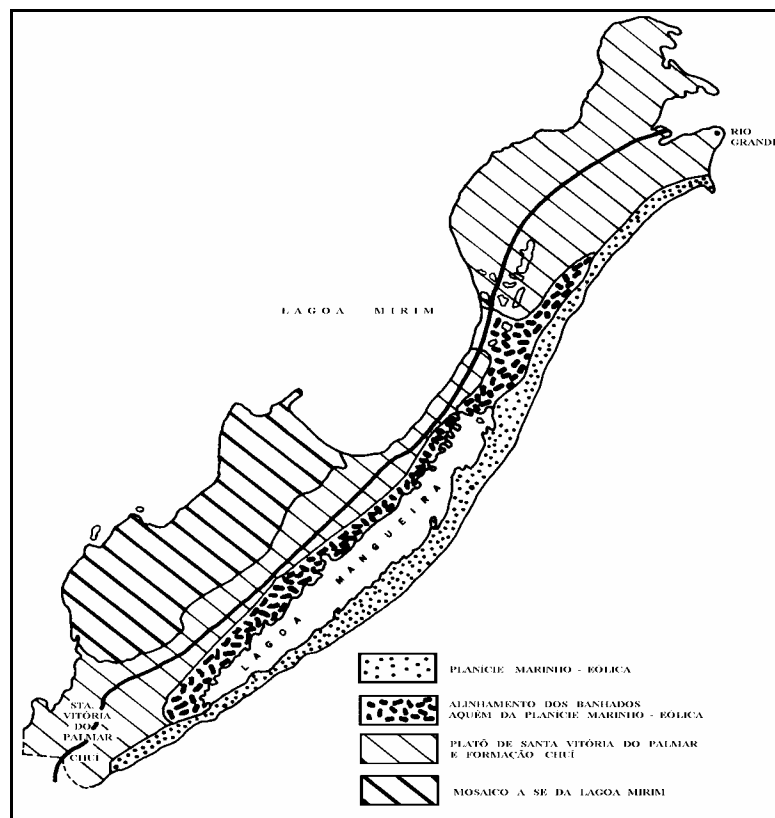 RIO
GRANDE
LAGOA MIRIM
LAGOA MANGUEIRA
STA.
VITÓRIA
DO
PALMAR
CHUÍ
PLANÍCIE MARINHO - EÓLICA
ALINHAMENTO DOS BANHADOS
AQUÉM DA PLANÍCIE MARINHO - EÓLICA
PLATÔ DE SANTA VITÓRIA DO PALMAR
E FORMAÇÃO CHUÍ
MOSAICO A SE DA LAGOA MIRIM